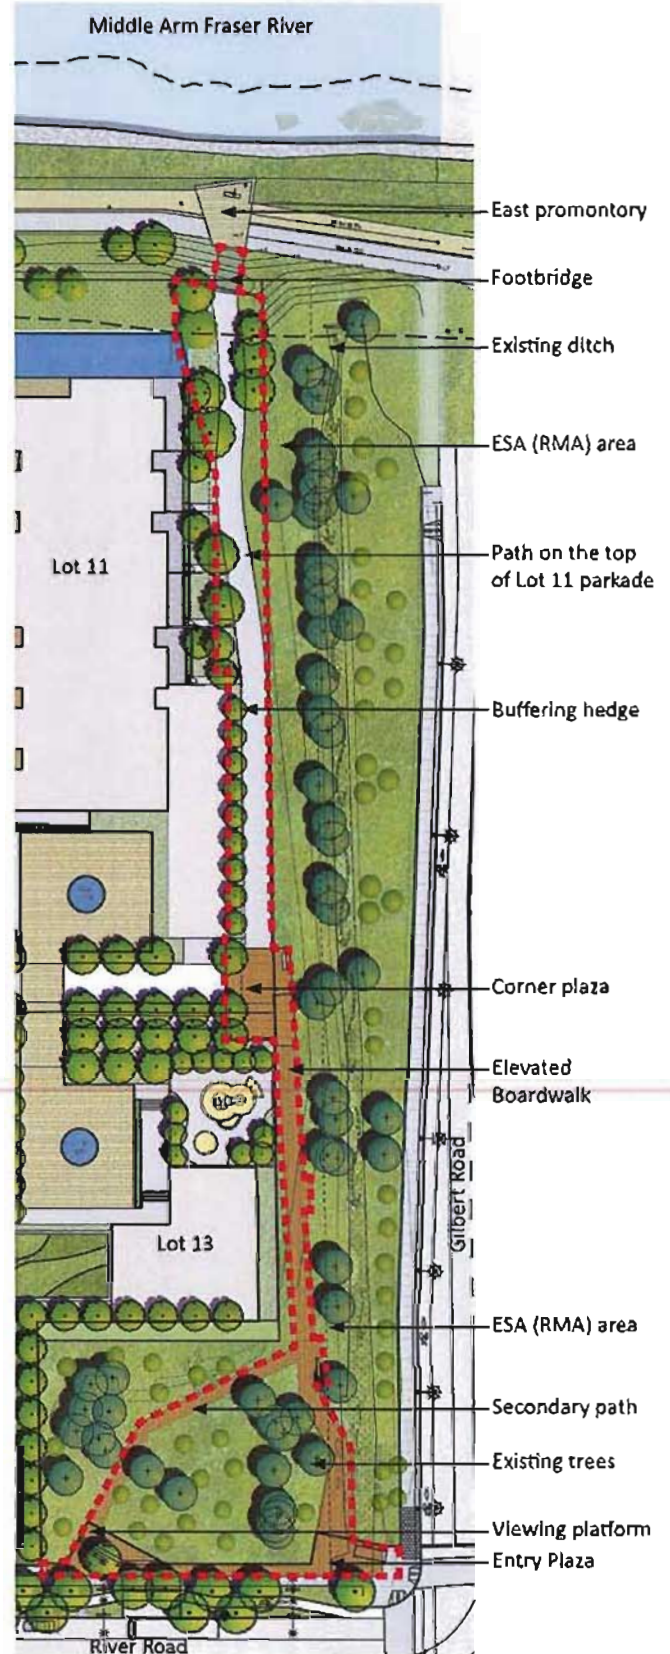 Middle Arm Fraser River
East promontory
Footbridge
Existing ditch
ESA (RMA) area
Path on the top
of Lot 11 parkade
Lot 11
Buffering hedge
Corner plaza
Elevated
Boardwalk
Gilbert Road
Lot 13
ESA (RMA) area
Secondary path
Existing trees
Viewing platform
Entry Plaza
River Road